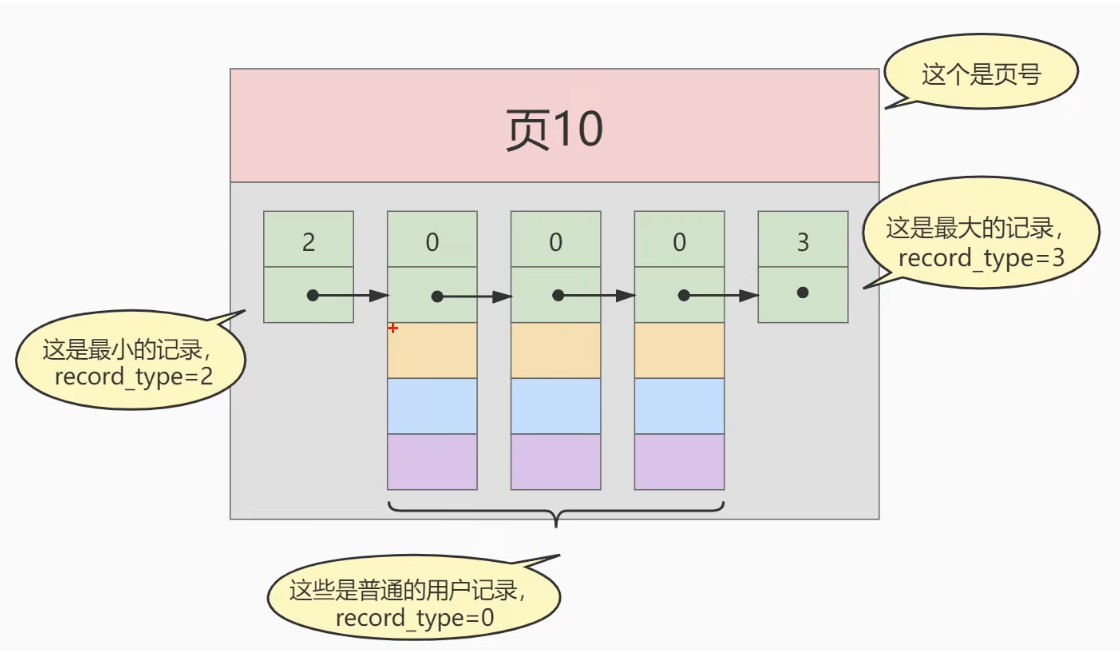 这个是页号
页10
这是最大的记录，
record_type=3
2
0
0
0
3
这是最小的记录，
record_type=2
这些是普通的用户记录，
record_type=0